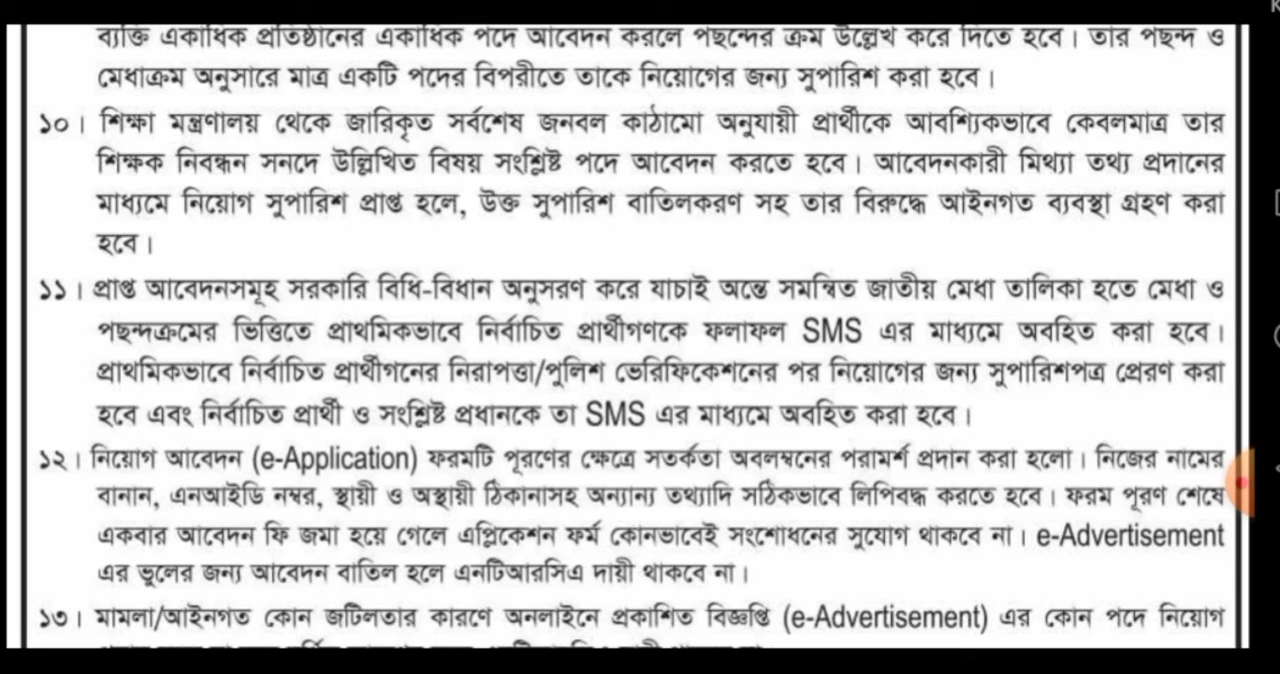 ব্যক্তি একাধিক প্রতিষ্ঠানের একাধিক পদে আবেদন করলে পছন্দের ক্রম উল্লেখ করে দিতে হবে। তার পছন্দ ও
মেধাক্রম অনুসারে মাত্র একটি পদের বিপরীতে তাকে নিয়োগের জন্য সুপারিশ করা হবে।
১০। শিক্ষা মন্ত্রণালয় থেকে জারিকৃত সর্বশেষ জনবল কাঠামো অনুযায়ী প্রার্থীকে আবশ্যিকভাবে কেবলমাত্র তার
শিক্ষক নিবন্ধন সনদে উল্লিখিত বিষয় সংশ্লিষ্ট পদে আবেদন করতে হবে। আবেদনকারী মিথ্যা তথ্য প্রদানের
মাধ্যমে নিয়োগ সুপারিশ প্রাপ্ত হলে, উক্ত সুপারিশ বাতিলকরণ সহ তার বিরুদ্ধে আইনগত ব্যবস্থা গ্রহণ করা
হবে।
১১। প্রাপ্ত আবেদনসমূহ সরকারি বিধি-বিধান অনুসরণ করে যাচাই অন্তে সমন্বিত জাতীয় মেধা তালিকা হতে মেধা ও
পছন্দক্রমের ভিত্তিতে প্রাথমিকভাবে নির্বাচিত প্রার্থীগণকে ফলাফল SMS এর মাধ্যমে অবহিত করা হবে।
প্রাথমিকভাবে নির্বাচিত প্রার্থীগনের নিরাপত্তা/পুলিশ ভেরিফিকেশনের পর নিয়োগের জন্য সুপারিশপত্র প্রেরণ করা
হবে এবং নির্বাচিত প্রার্থী ও সংশ্লিষ্ট প্রধানকে তা SMS এর মাধ্যমে অবহিত করা হবে।
১২। নিয়োগ আবেদন (e-Application) ফরমটি পূরণের ক্ষেত্রে সতর্কতা অবলম্বনের পরামর্শ প্রদান করা হলো। নিজের নামের
বানান, এনআইডি নম্বর, স্থায়ী ও অস্থায়ী ঠিকানাসহ অন্যান্য তথ্যাদি সঠিকভাবে লিপিবদ্ধ করতে হবে। ফরম পূরণ শেষে
একবার আবেদন ফি জমা হয়ে গেলে এপ্লিকেশন ফর্ম কোনভাবেই সংশোধনের সুযোগ থাকবে না। e-Advertisement
এর ভুলের জন্য আবেদন বাতিল হলে এনটিআরসিএ দায়ী থাকবে না।
১৩। মামলা/আইনগত কোন জটিলতার কারণে অনলাইনে প্রকাশিত বিজ্ঞপ্তি (e-Advertisement) এর কোন পদে নিয়োগ